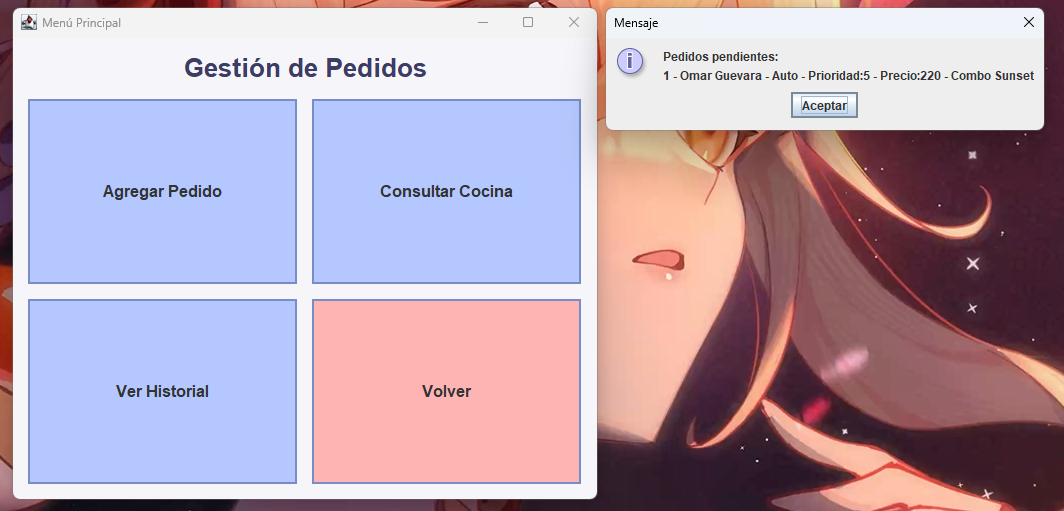 Menú Principal
Gestión de Pedidos
Agregar Pedido
Consultar Cocina
Ver Historial
Volver
Mensaje
Pedidos pendientes:
1 - Omar Guevara - Auto - Prioridad:5 - Precio:220 - Combo Sunset
Aceptar